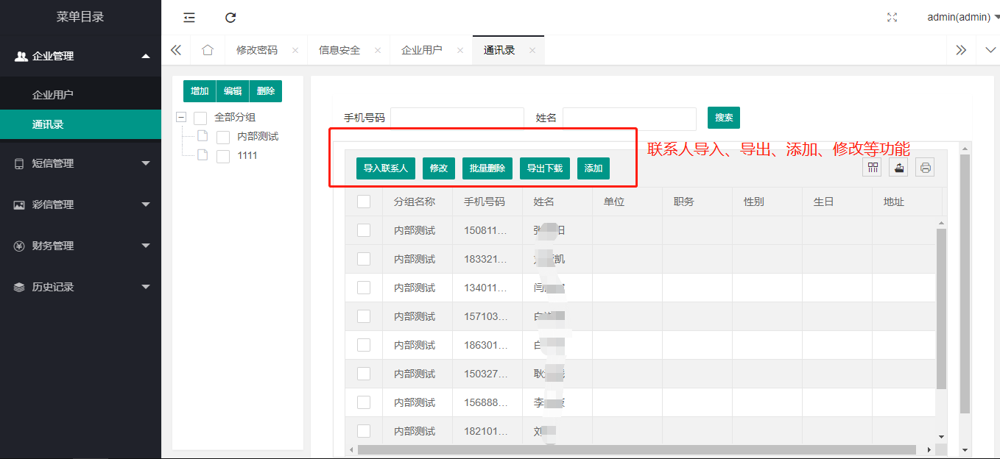 菜单目录
admin(admin)
企业管理
企业用户
通讯录
短信管理
彩信管理
财务管理
历史记录
修改密码
信息安全
企业用户
通讯录
增加 编辑 删除
全部分组
内部测试
1111
手机号码
姓名
搜索
联系人导入、导出、添加、修改等功能
导入联系人 修改 批量删除 导出下载 添加
分组名称 手机号码 姓名 单位 职务 性别 生日 地址
内部测试 150811... 张 阳
内部测试 183321... 凯
内部测试 134011... 闫
内部测试 157103... 白
内部测试 186301... 白
内部测试 150327... 耿
内部测试 156888... 李
内部测试 182101... 刘